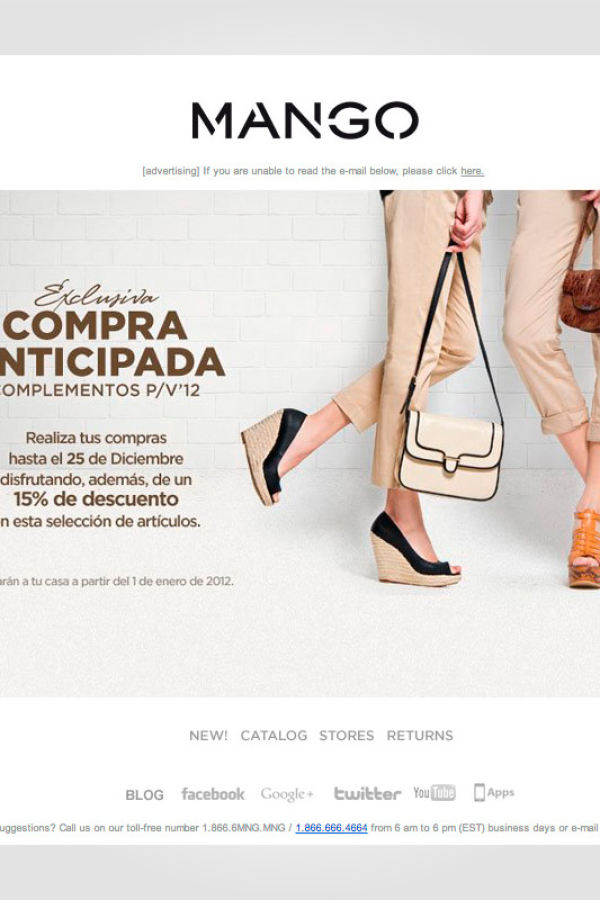 MANGO
[advertising] If you are unable to read the e-mail below, please click here.
Exclusiva
COMPRA
NTICIPADA
OMPLEMENTOS P/V'12
Realiza tus compras
hasta el 25 de Diciembre
disfrutando, además, de un
15% de descuento
n esta selección de artículos.
arán a tu casa a partir del 1 de enero de 2012.
NEW! CATALOG STORES RETURNS
BLOG facebook Google+ twitter YouTube Apps
uggestions? Call us on our toll-free number 1.866.6MNG.MNG / 1.866.666.4664 from 6 am to 6 pm (EST) business days or e-mail